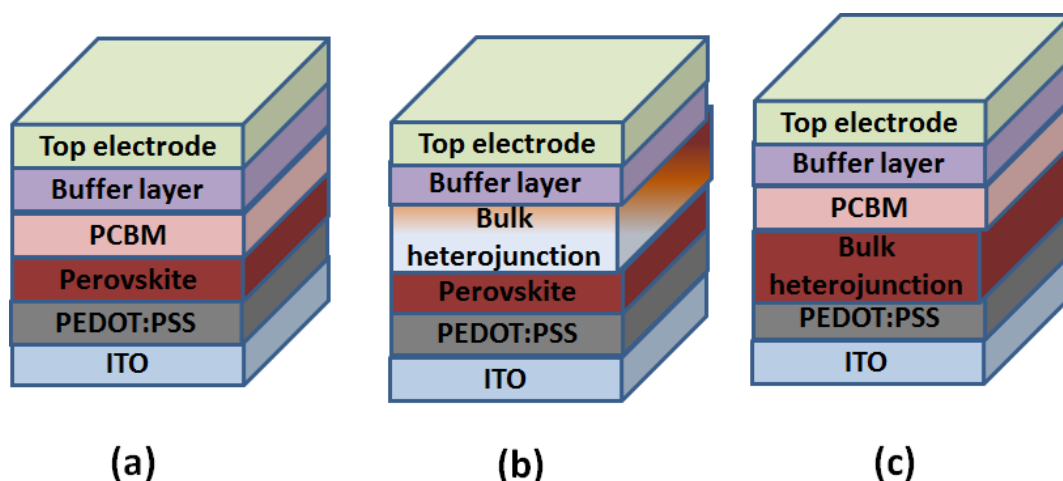 Top electrode
Buffer layer
PCBM
Perovskite
PEDOT:PSS
ITO
(a)
Top electrode
Buffer layer
Bulk
heterojunction
Perovskite
PEDOT:PSS
ITO
(b)
Top electrode
Buffer layer
PCBM
Bulk
heterojunction
PEDOT:PSS
ITO
(c)